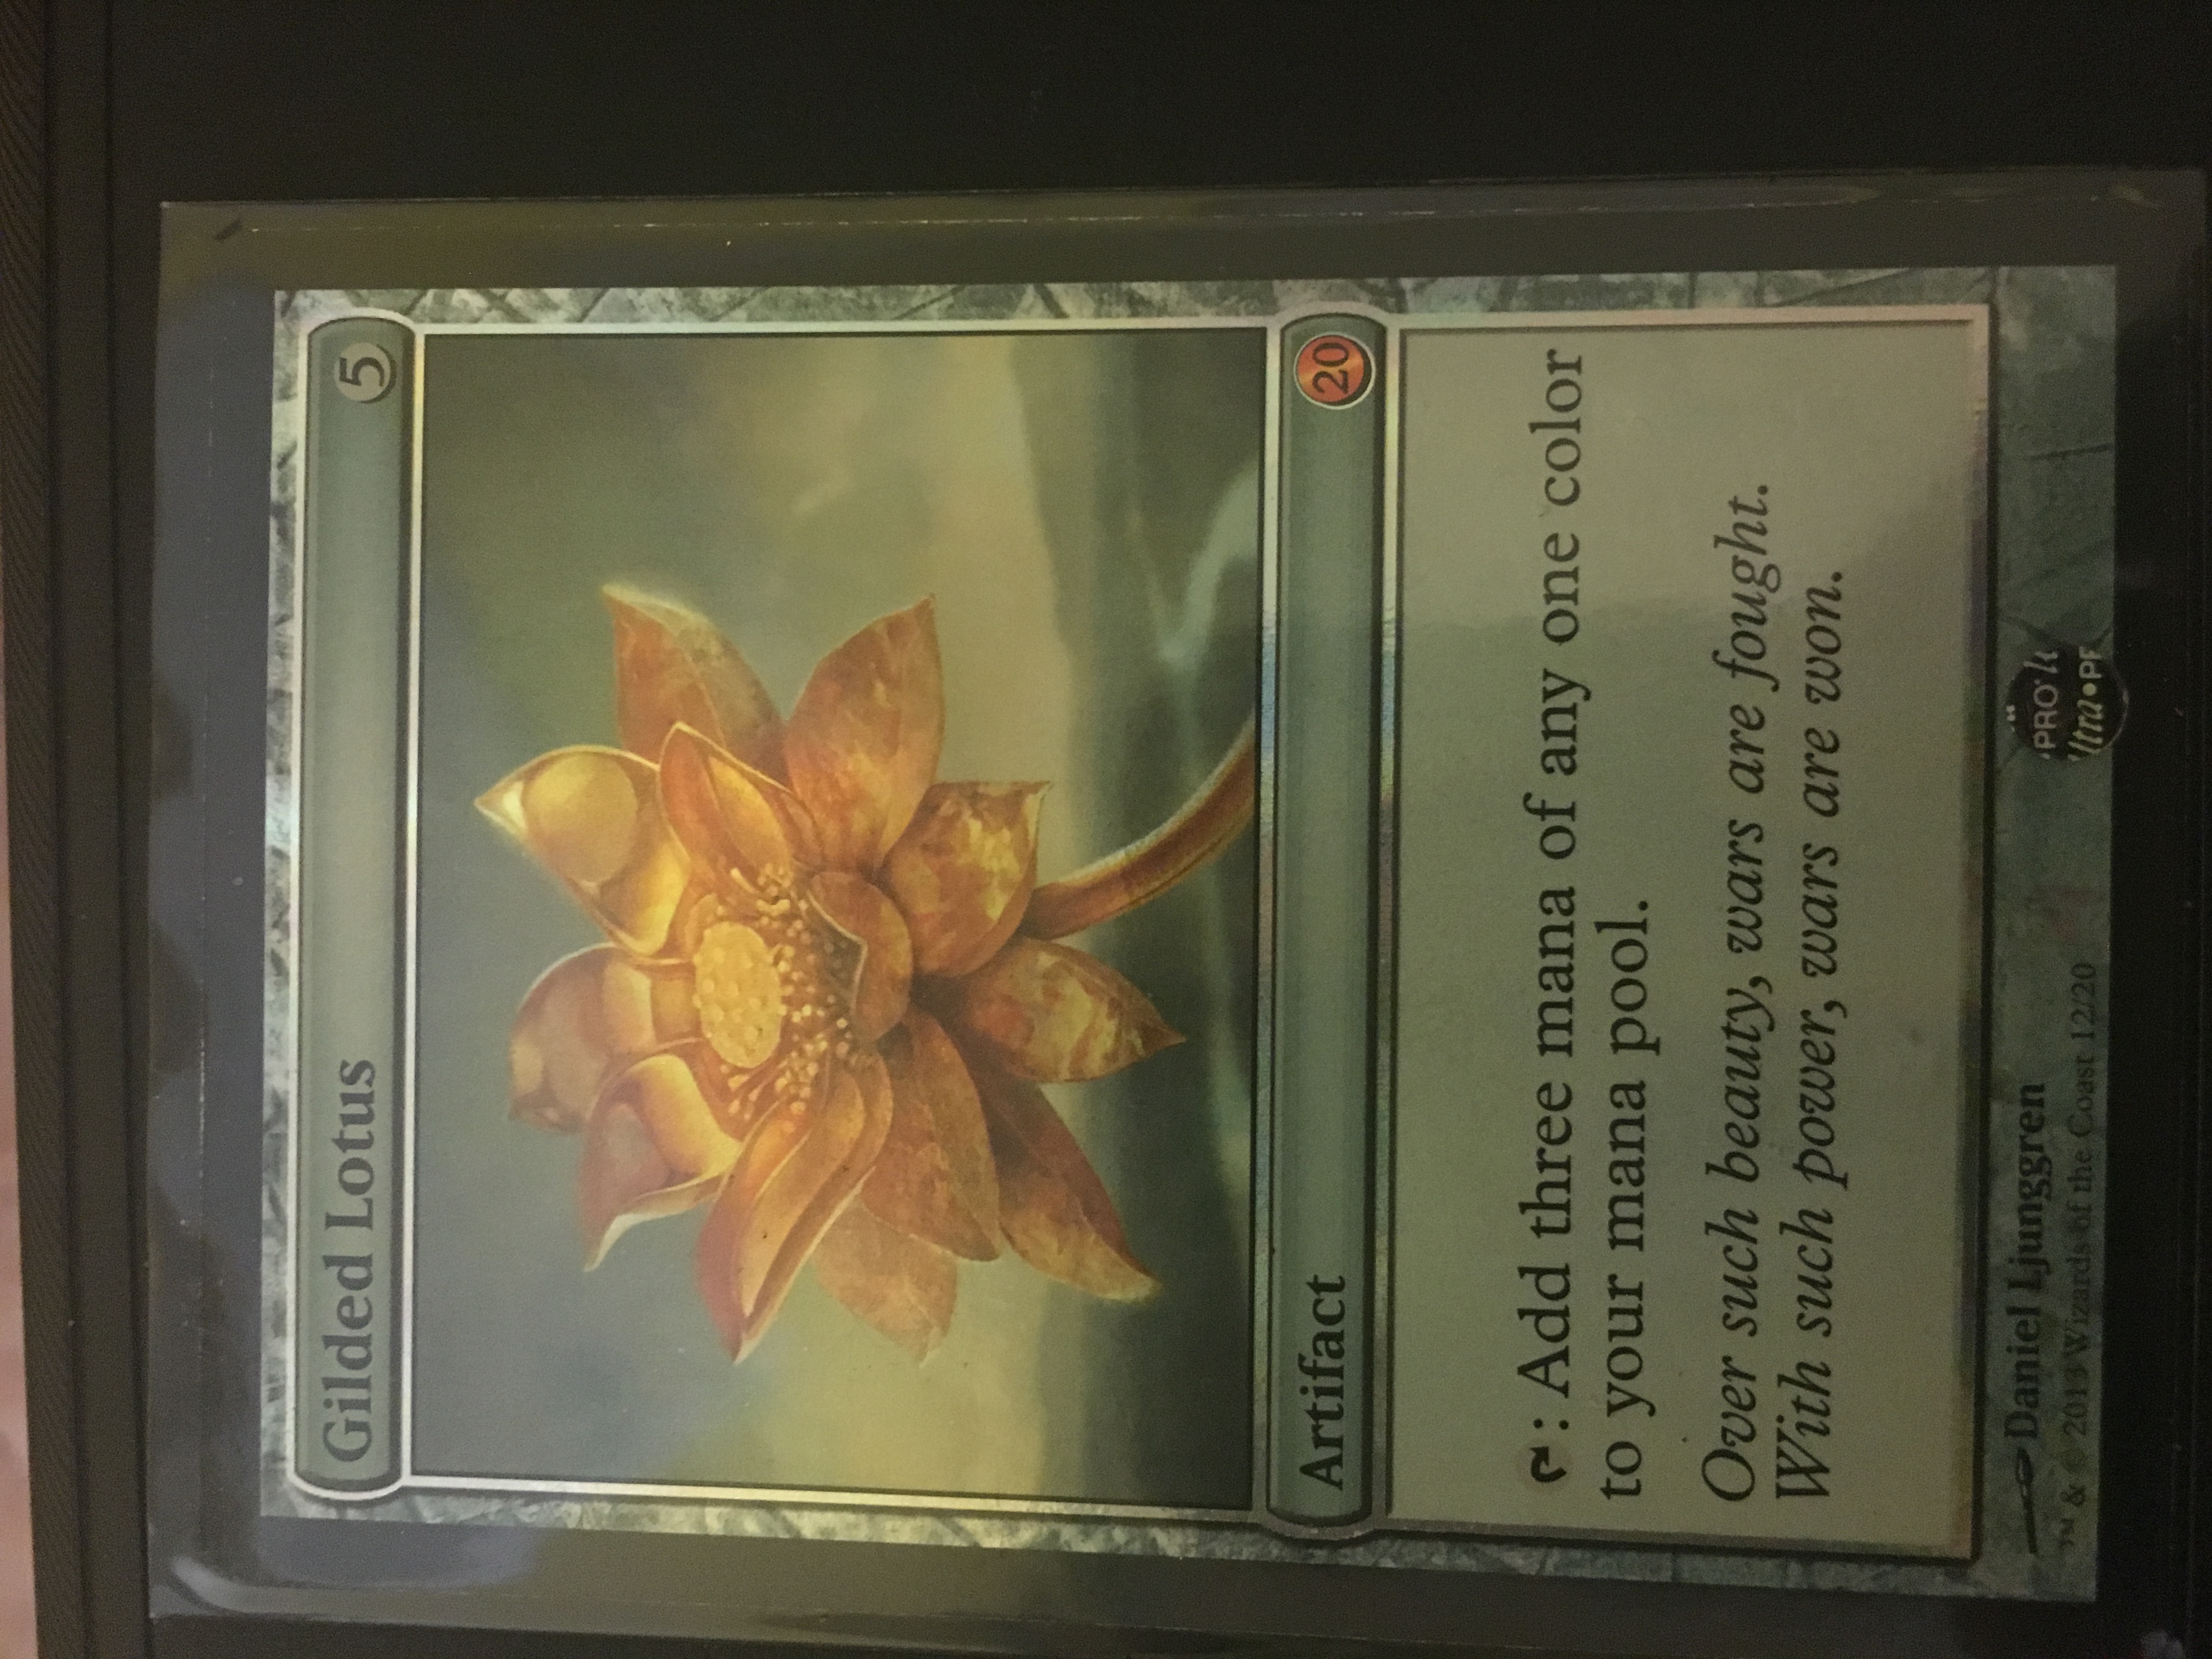 Gilded Lotus 5
Artifact 20
: Add three mana of any one color
to your mana pool.
Over such beauty, wars are fought.
With such power, wars are won.
Daniel Ljunggren
™ & © 2013 Wizards of the Coast 12/20
PRO
ltra•PR